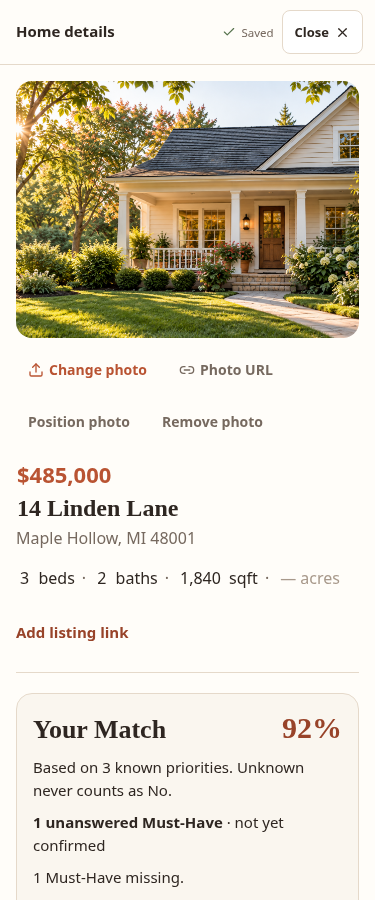 Home details
Saved
Close
Change photo
Photo URL
Position photo
Remove photo
$485,000
14 Linden Lane
Maple Hollow, MI 48001
3 beds · 2 baths · 1,840 sqft · — acres
Add listing link
Your Match
92%
Based on 3 known priorities. Unknown
never counts as No.
1 unanswered Must-Have · not yet
confirmed
1 Must-Have missing.